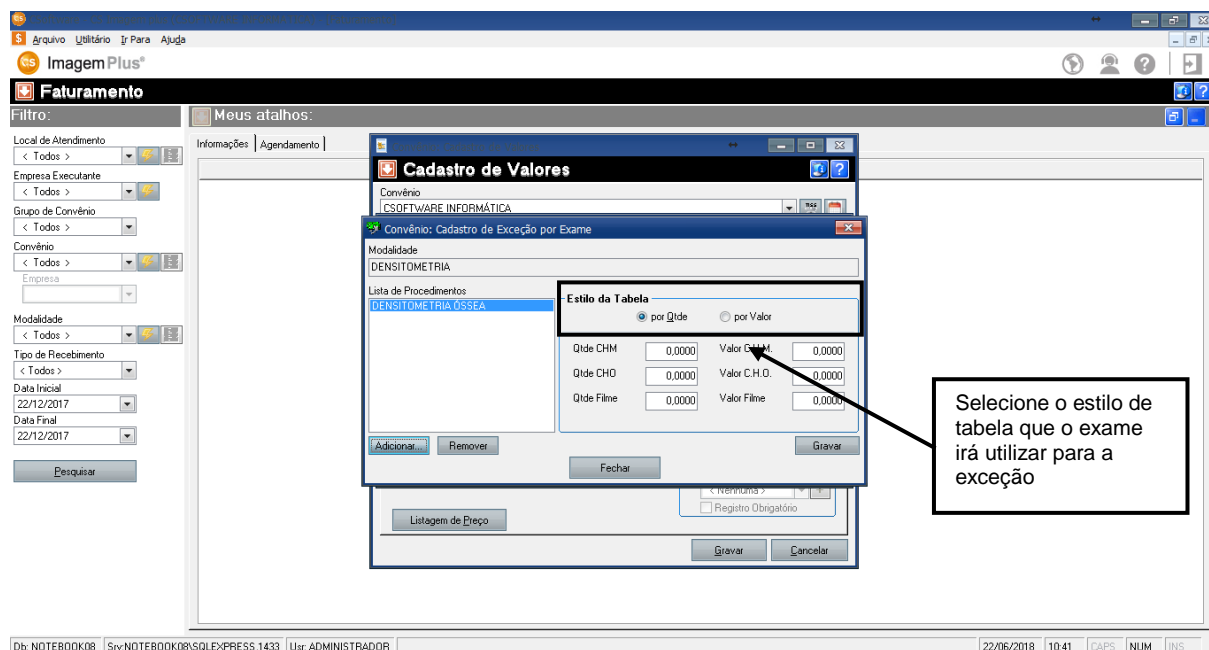 Arquivo Utilitário Ir Para Ajuda
CS ImagemPlus®
Faturamento
Filtro:
Meus atalhos:
Local de Atendimento
< Todos >
Empresa Executante
< Todos >
Grupo de Convênio
< Todos >
Convênio
< Todos >
Empresa
Modalidade
< Todos >
Tipo de Recebimento
< Todos >
Data Inicial
22/12/2017
Data Final
22/12/2017
Pesquisar
Informações Agendamento
Cadastro de Valores
Convênio
CSOFTWARE INFORMÁTICA
Convênio: Cadastro de Exceção por Exame
Modalidade
DENSITOMETRIA
Lista de Procedimentos
DENSITOMETRIA ÓSSEA
Estilo da Tabela
por Qtde por Valor
Qtde CHM 0,0000 Valor C.H.M. 0,0000
Qtde CHO 0,0000 Valor C.H.O. 0,0000
Qtde Filme 0,0000 Valor Filme 0,0000
Adicionar... Remover Gravar
Fechar
< Nenhuma >
Registro Obrigatório
Listagem de Preço
Gravar Cancelar
Selecione o estilo de
tabela que o exame
irá utilizar para a
exceção
Db: NOTEBOOK08 Srv:NOTEBOOK08\SQLEXPRESS,1433 Usr: ADMINISTRADOR 22/06/2018 10:41 CAPS NUM INS